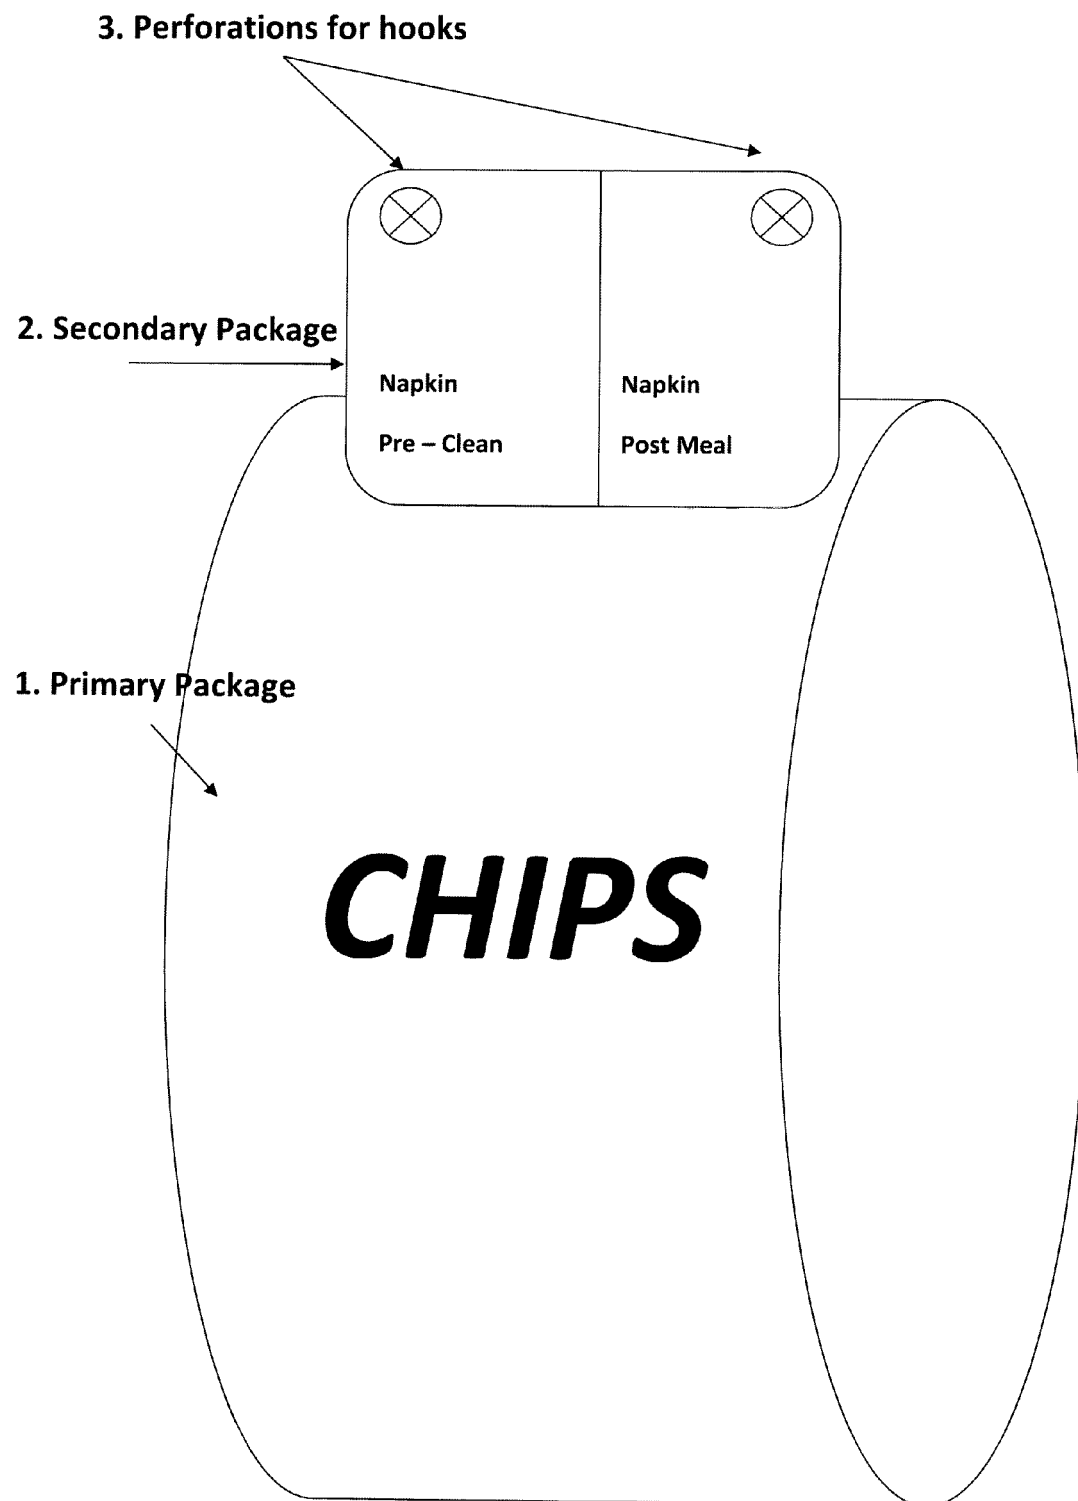 3. Perforations for hooks
2. Secondary Package
Napkin
Pre – Clean
Napkin
Post Meal
1. Primary Package
CHIPS